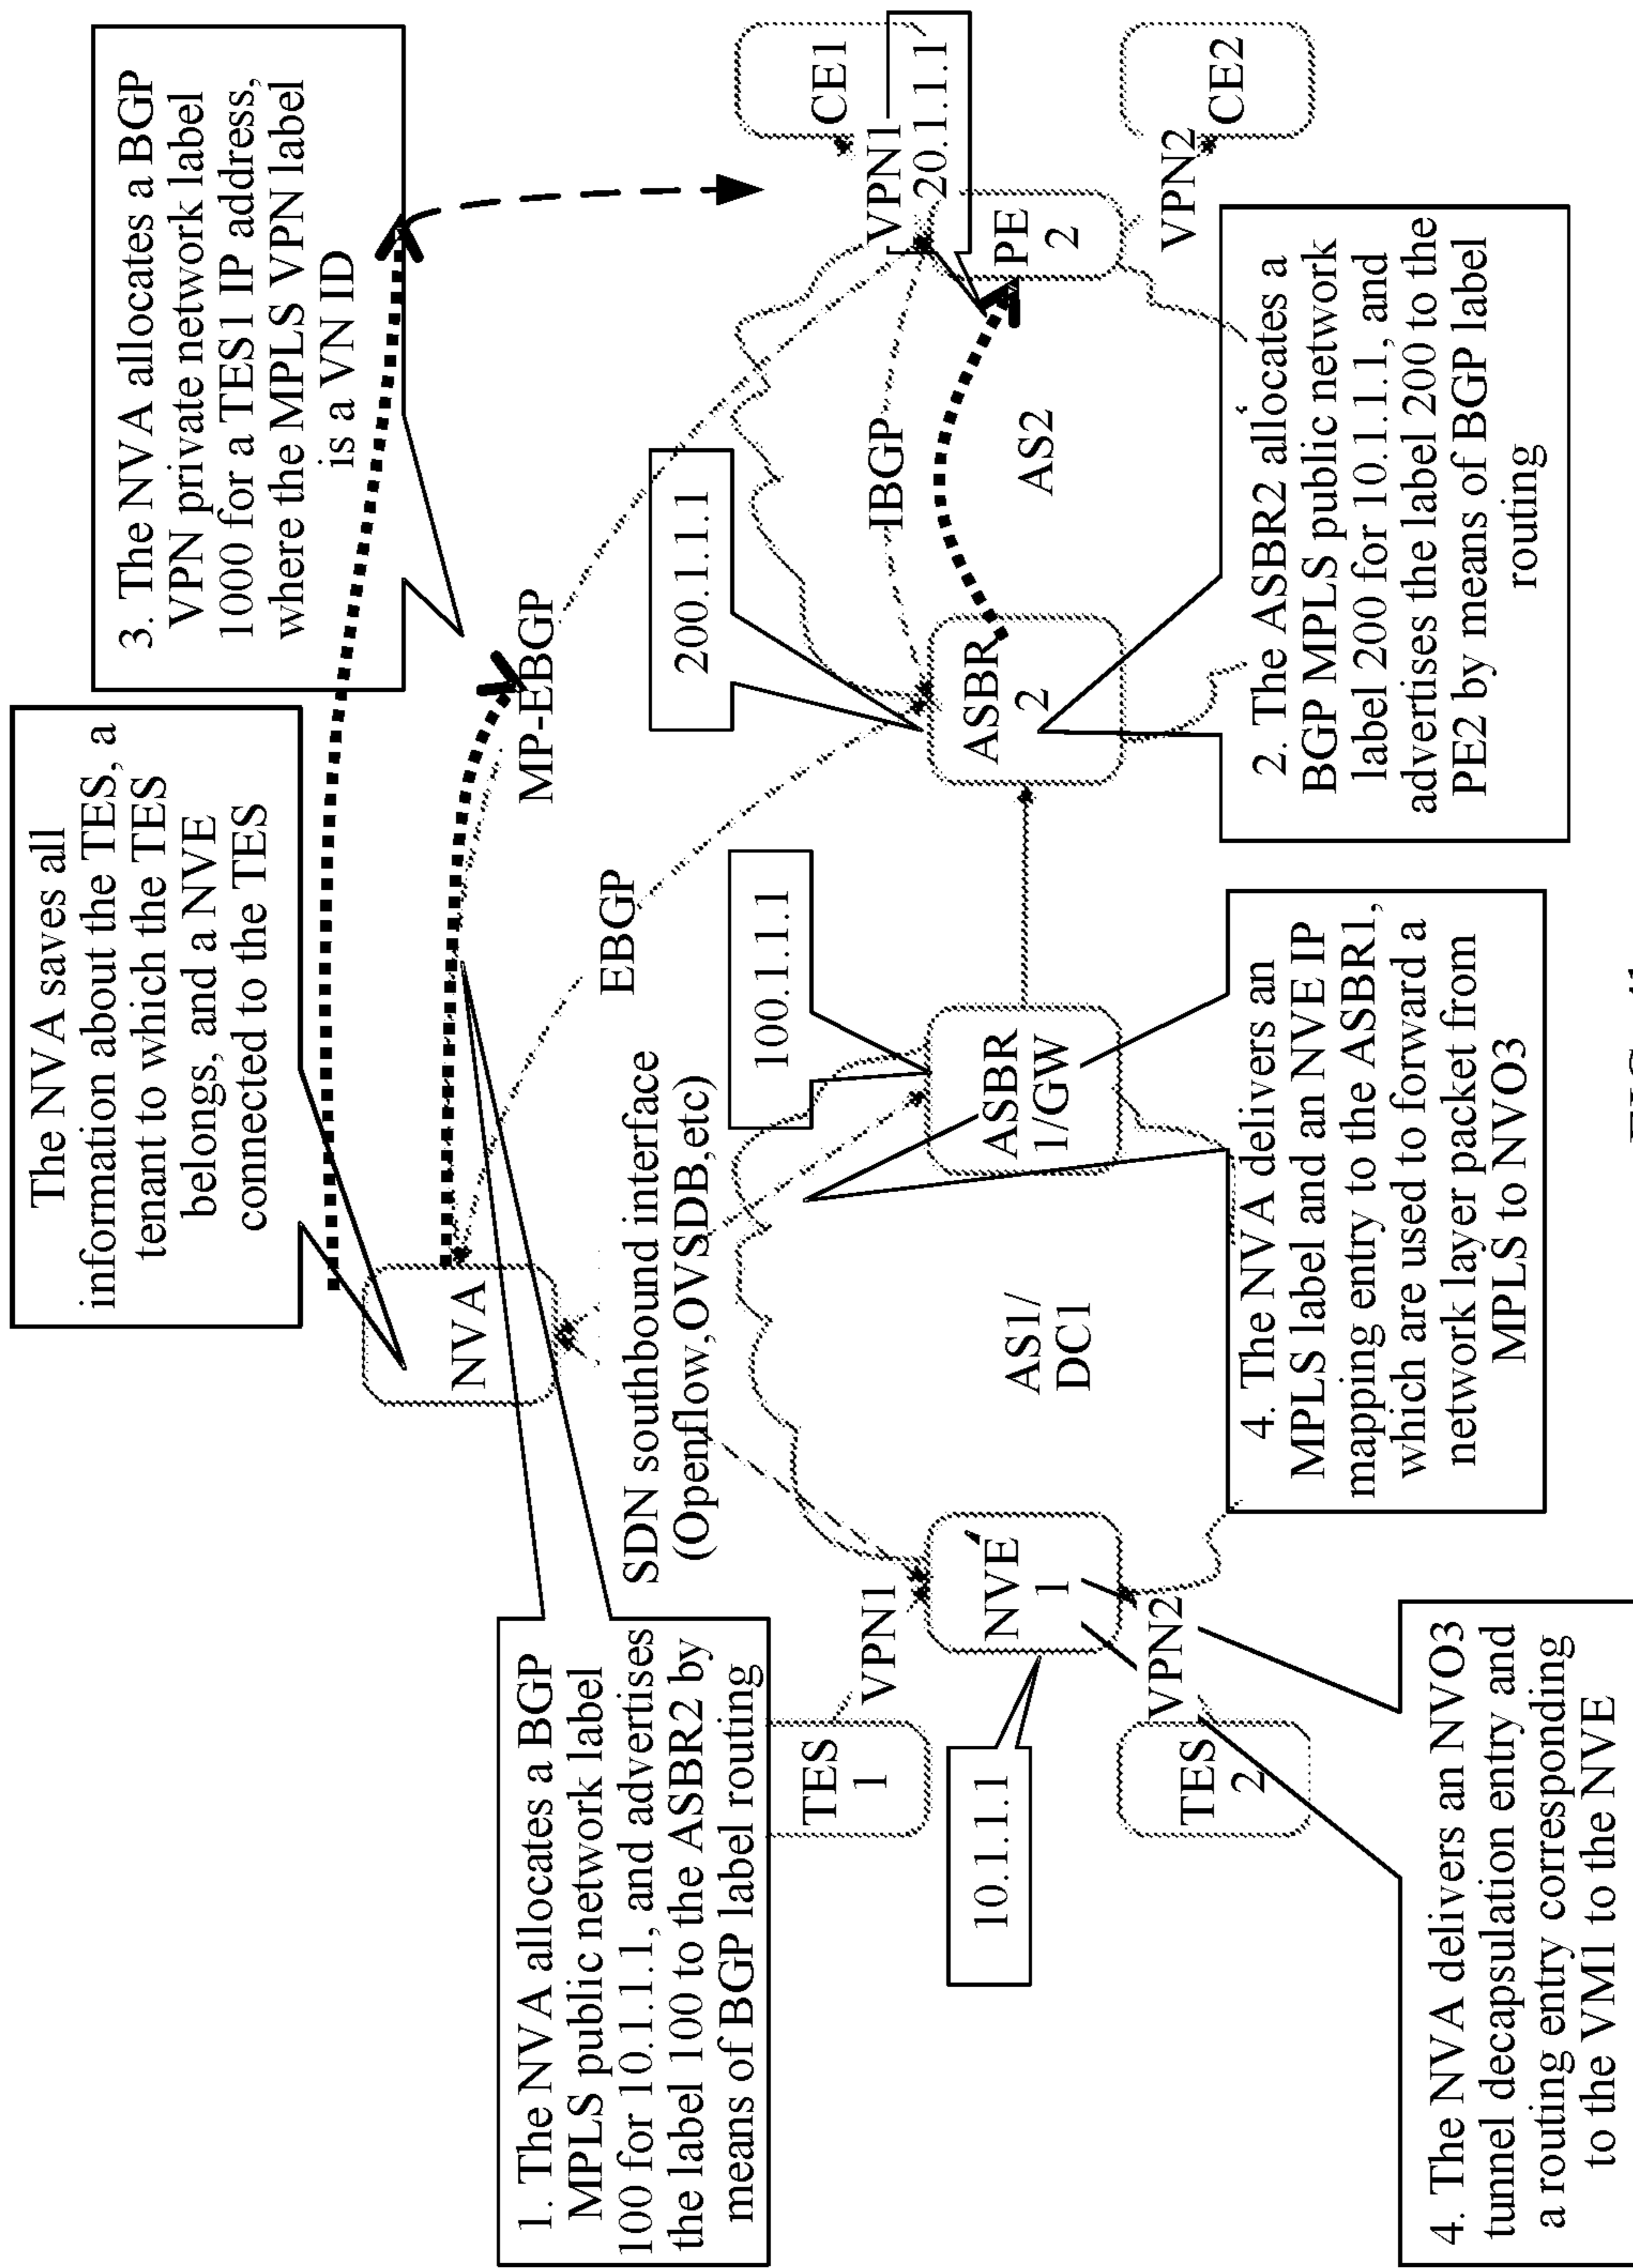 The NVA saves all
information about the TES, a
tenant to which the TES
belongs, and a NVE
connected to the TES
3. The NVA allocates a BGP
VPN private network label
1000 for a TES1 IP address,
where the MPLS VPN label
is a VN ID
NVA
MP-EBGP
EBGP
1. The NVA allocates a BGP
MPLS public network label
100 for 10.1.1.1, and advertises
the label 100 to the ASBR2 by
means of BGP label routing
SDN southbound interface
(Openflow,OVSDB,etc)
100.1.1.1
200.1.1.1
IBGP
VPN1
20.1.1.1
CE1
TES
1
VPN1
NVE
1
AS1/
DC1
ASBR
1/GW
ASBR
2
AS2
PE
2
10.1.1.1
TES
2
VPN2
VPN2
CE2
4. The NVA delivers an NVO3
tunnel decapsulation entry and
a routing entry corresponding
to the VM1 to the NVE
4. The NVA delivers an
MPLS label and an NVE IP
mapping entry to the ASBR1,
which are used to forward a
network layer packet from
MPLS to NVO3
2. The ASBR2 allocates a
BGP MPLS public network
label 200 for 10.1.1.1, and
advertises the label 200 to the
PE2 by means of BGP label
routing